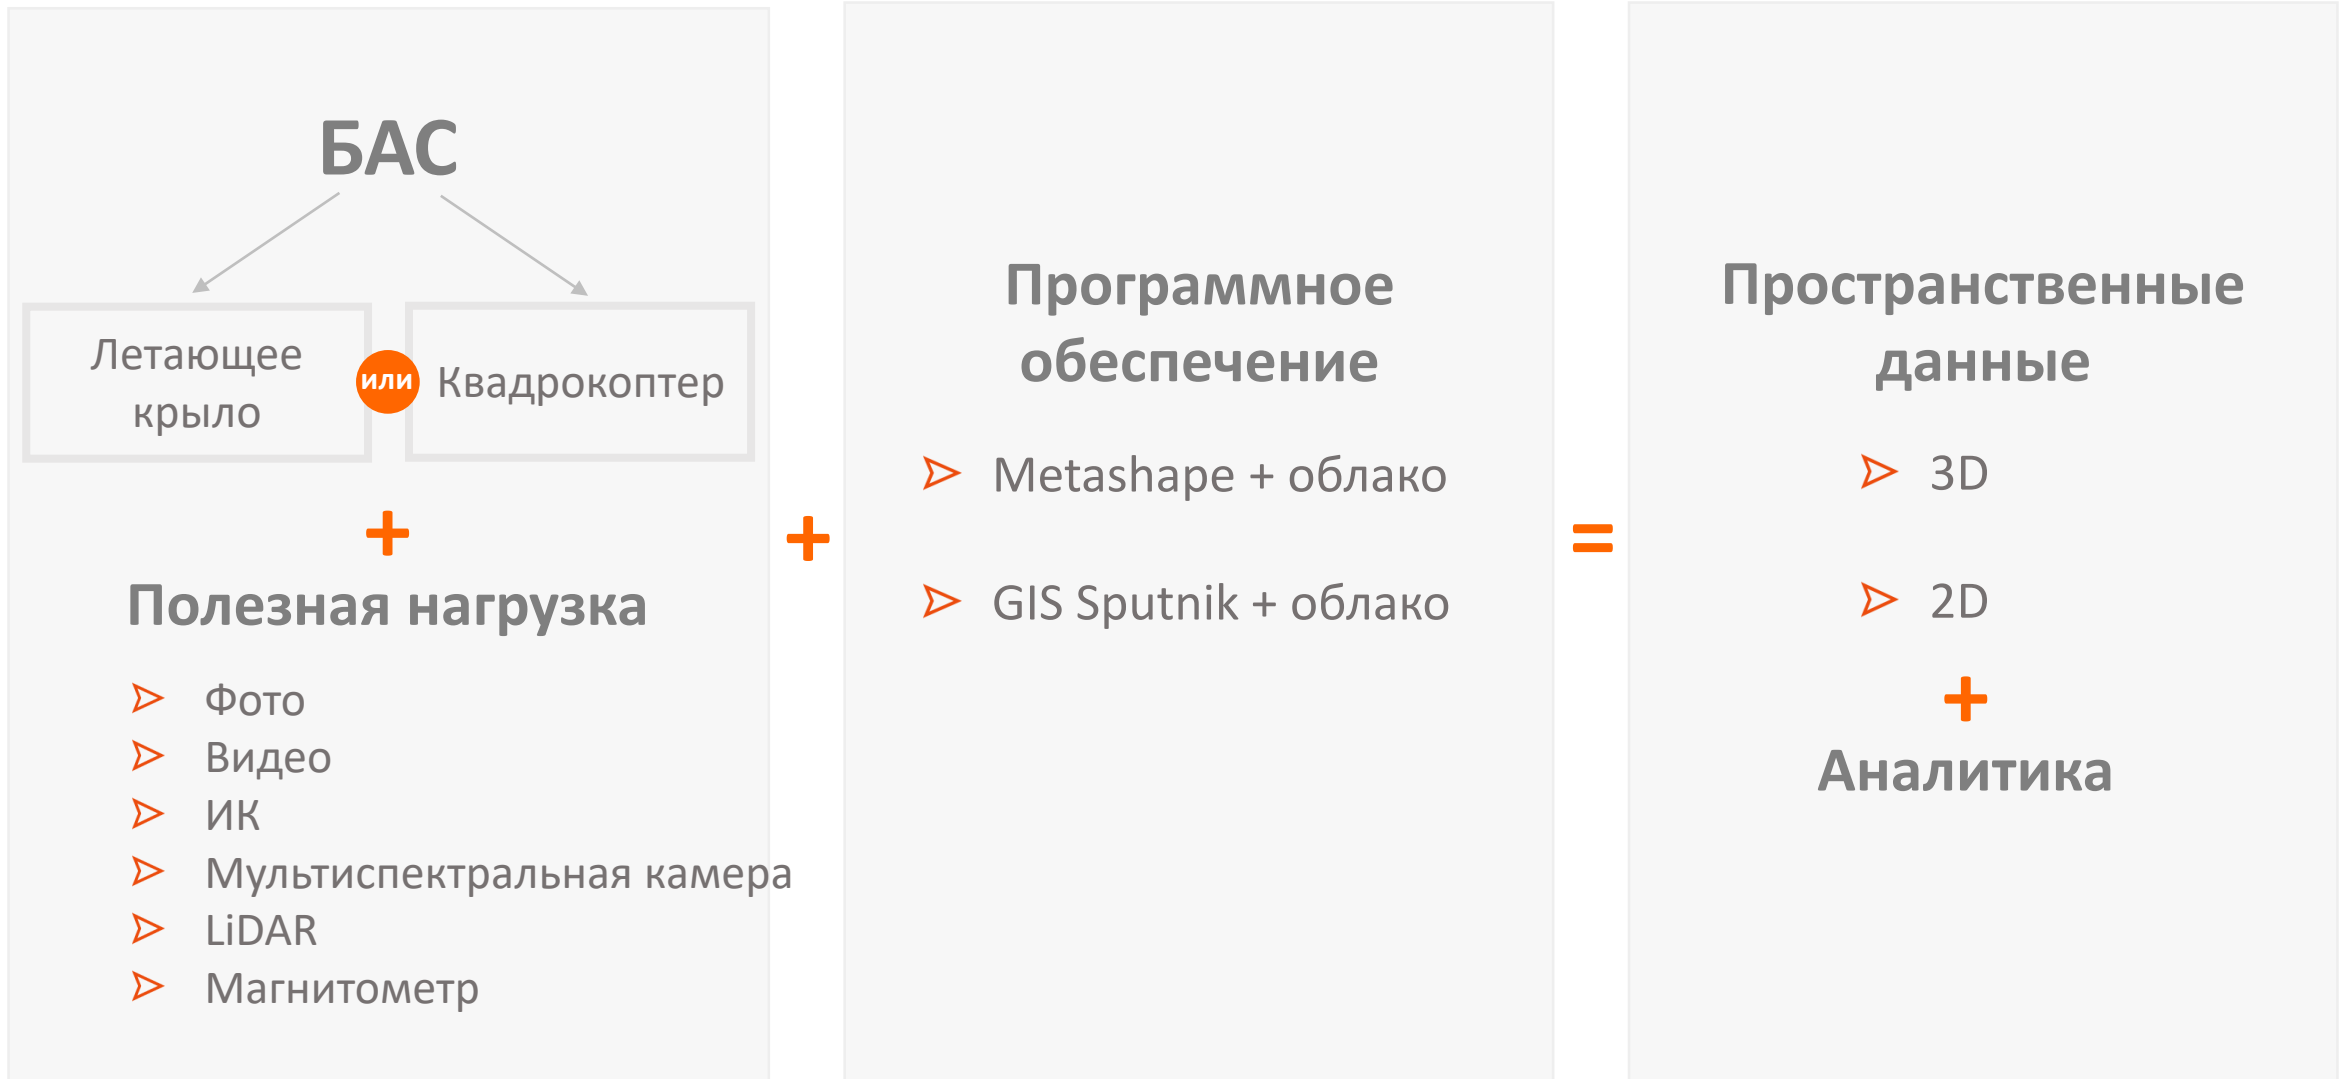 БАС
Летающее
крыло
или
Квадрокоптер
+
Полезная нагрузка
Фото
Видео
ИК
Мультиспектральная камера
LiDAR
Магнитометр
+
Программное
обеспечение
Metashape + облако
GIS Sputnik + облако
=
Пространственные
данные
3D
2D
+
Аналитика